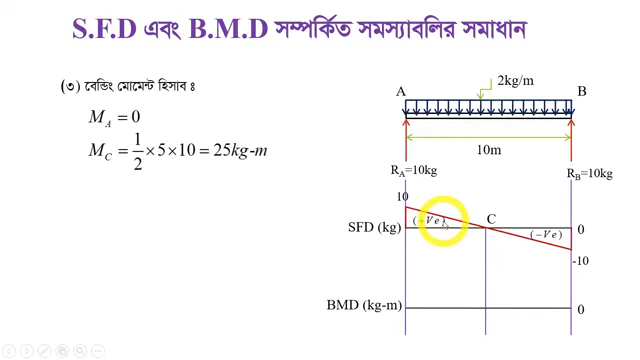 S.F.D এবং B.M.D সম্পর্কিত সমস্যাবলির সমাধান
(৩) বেন্ডিং মোমেন্ট হিসাব ঃ
M_A = 0
M_C = 1/2 × 5 × 10 = 25kg-m
2kg/m
A B
10m
R_A=10kg R_B=10kg
10
(+Ve) C
SFD (kg) (−Ve) 0
-10
BMD (kg-m) 0